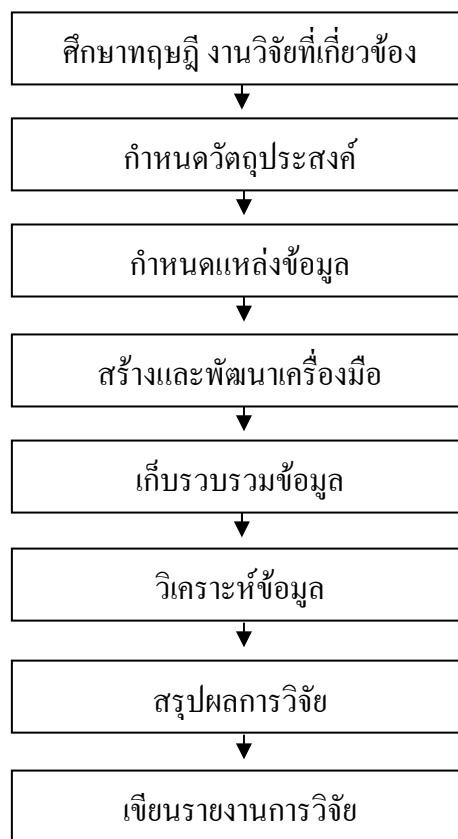 ศึกษาทฤษฎี งานวิจัยที่เกี่ยวข้อง
กำหนดวัตถุประสงค์
กำหนดแหล่งข้อมูล
สร้างและพัฒนาเครื่องมือ
เก็บรวบรวมข้อมูล
วิเคราะห์ข้อมูล
สรุปผลการวิจัย
เขียนรายงานการวิจัย